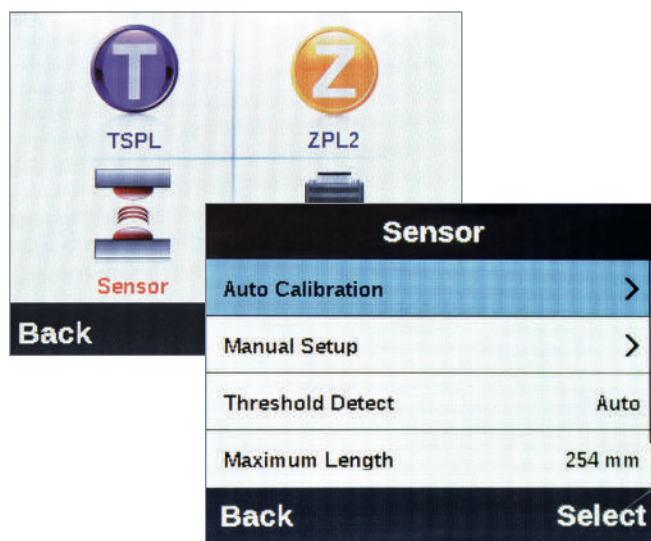 T
Z
TSPL ZPL2
Sensor
Back
Sensor
Auto Calibration >
Manual Setup >
Threshold Detect Auto
Maximum Length 254 mm
Back Select